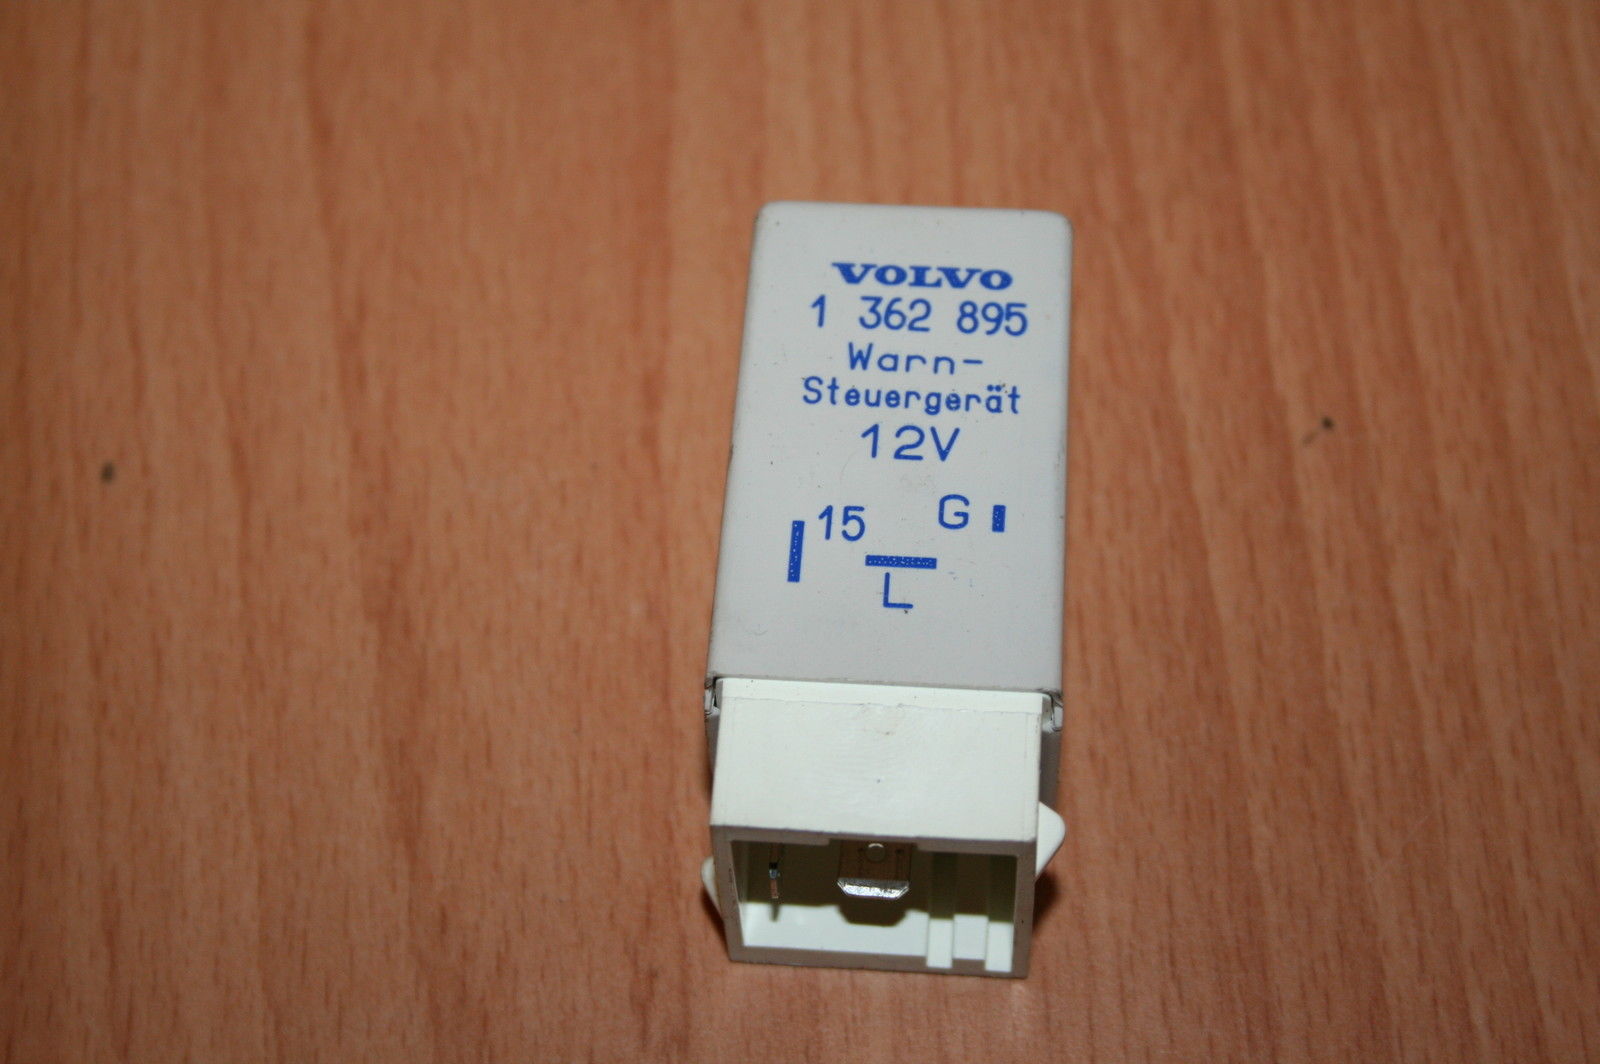 VOLVO
1 362 895
Warn-
Steuergerät
12V
15 G
L